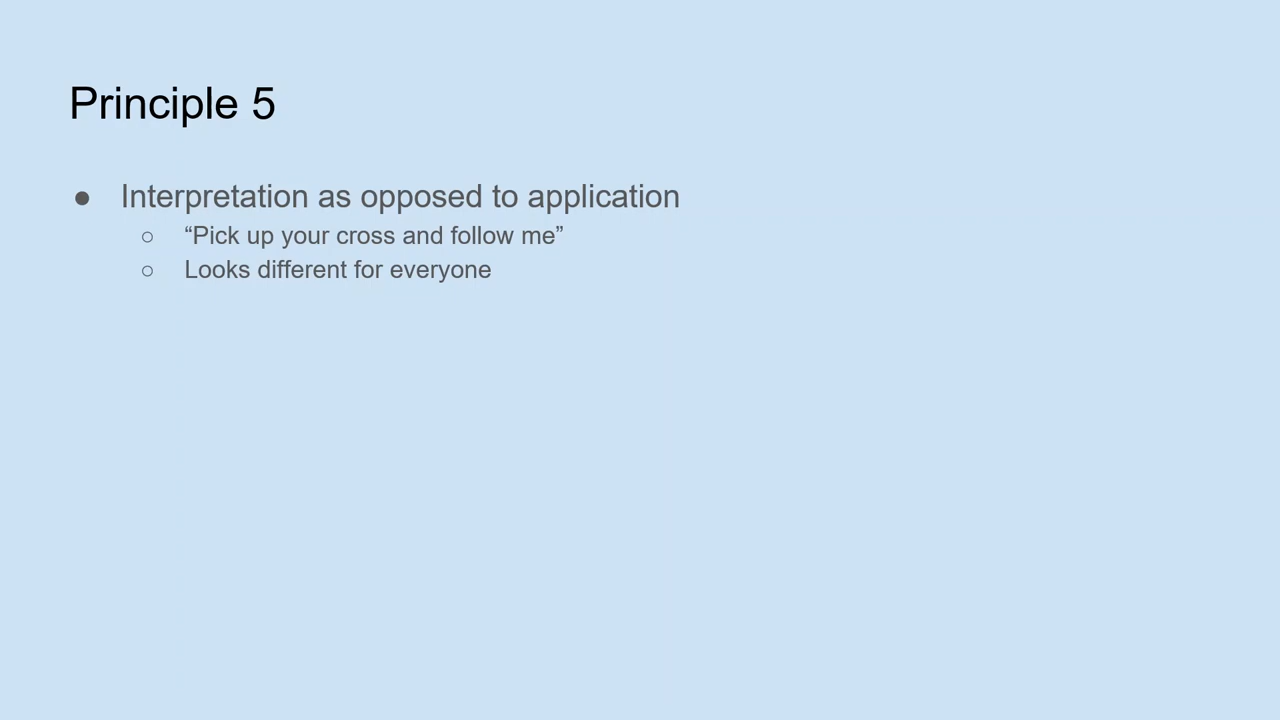 Principle 5
● Interpretation as opposed to application
○ “Pick up your cross and follow me”
○ Looks different for everyone